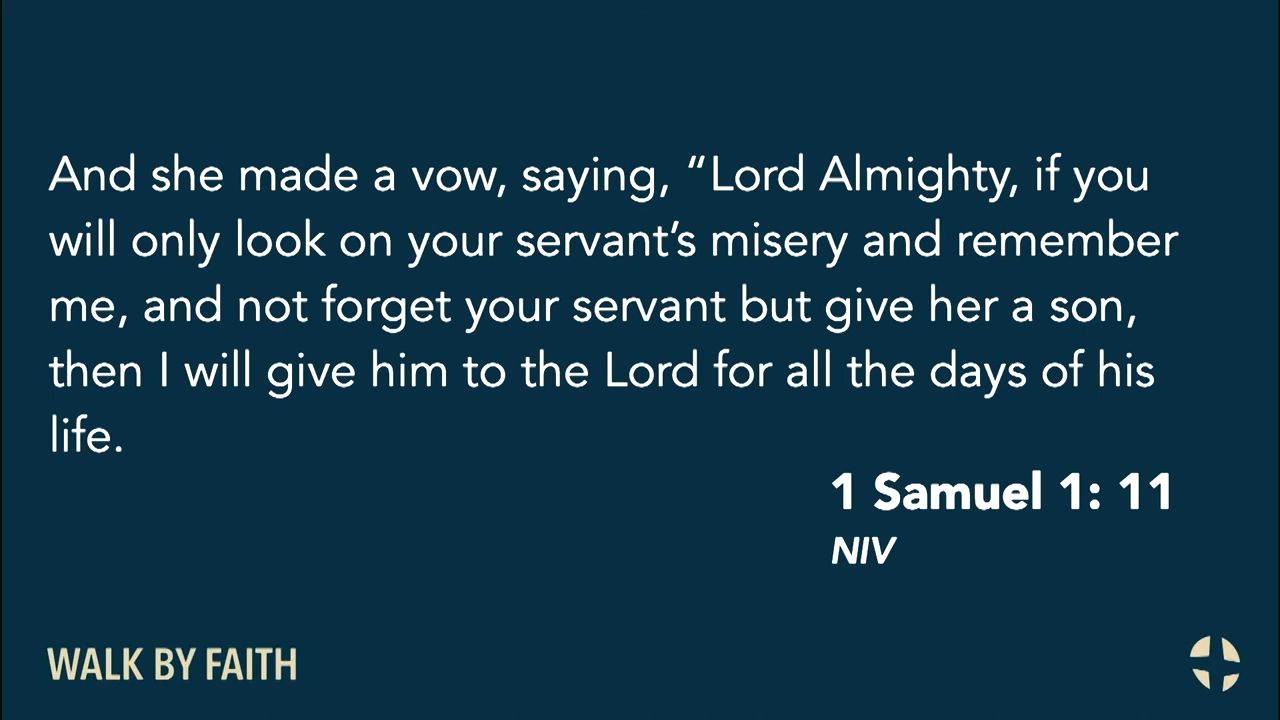 And she made a vow, saying, “Lord Almighty, if you
will only look on your servant’s misery and remember
me, and not forget your servant but give her a son,
then I will give him to the Lord for all the days of his
life.
1 Samuel 1: 11
NIV
WALK BY FAITH